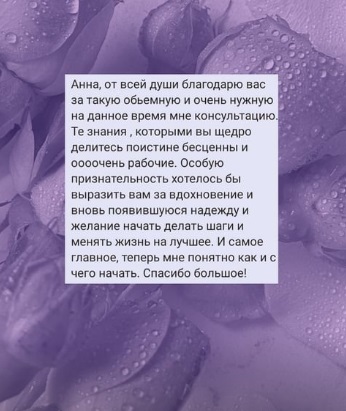 Анна, от всей души благодарю вас
за такую обьемную и очень нужную
на данное время мне консультацию.
Те знания , которыми вы щедро
делитесь поистине бесценны и
оооочень рабочие. Особую
признательность хотелось бы
выразить вам за вдохновение и
вновь появившуюся надежду и
желание начать делать шаги и
менять жизнь на лучшее. И самое
главное, теперь мне понятно как и с
чего начать. Спасибо большое!